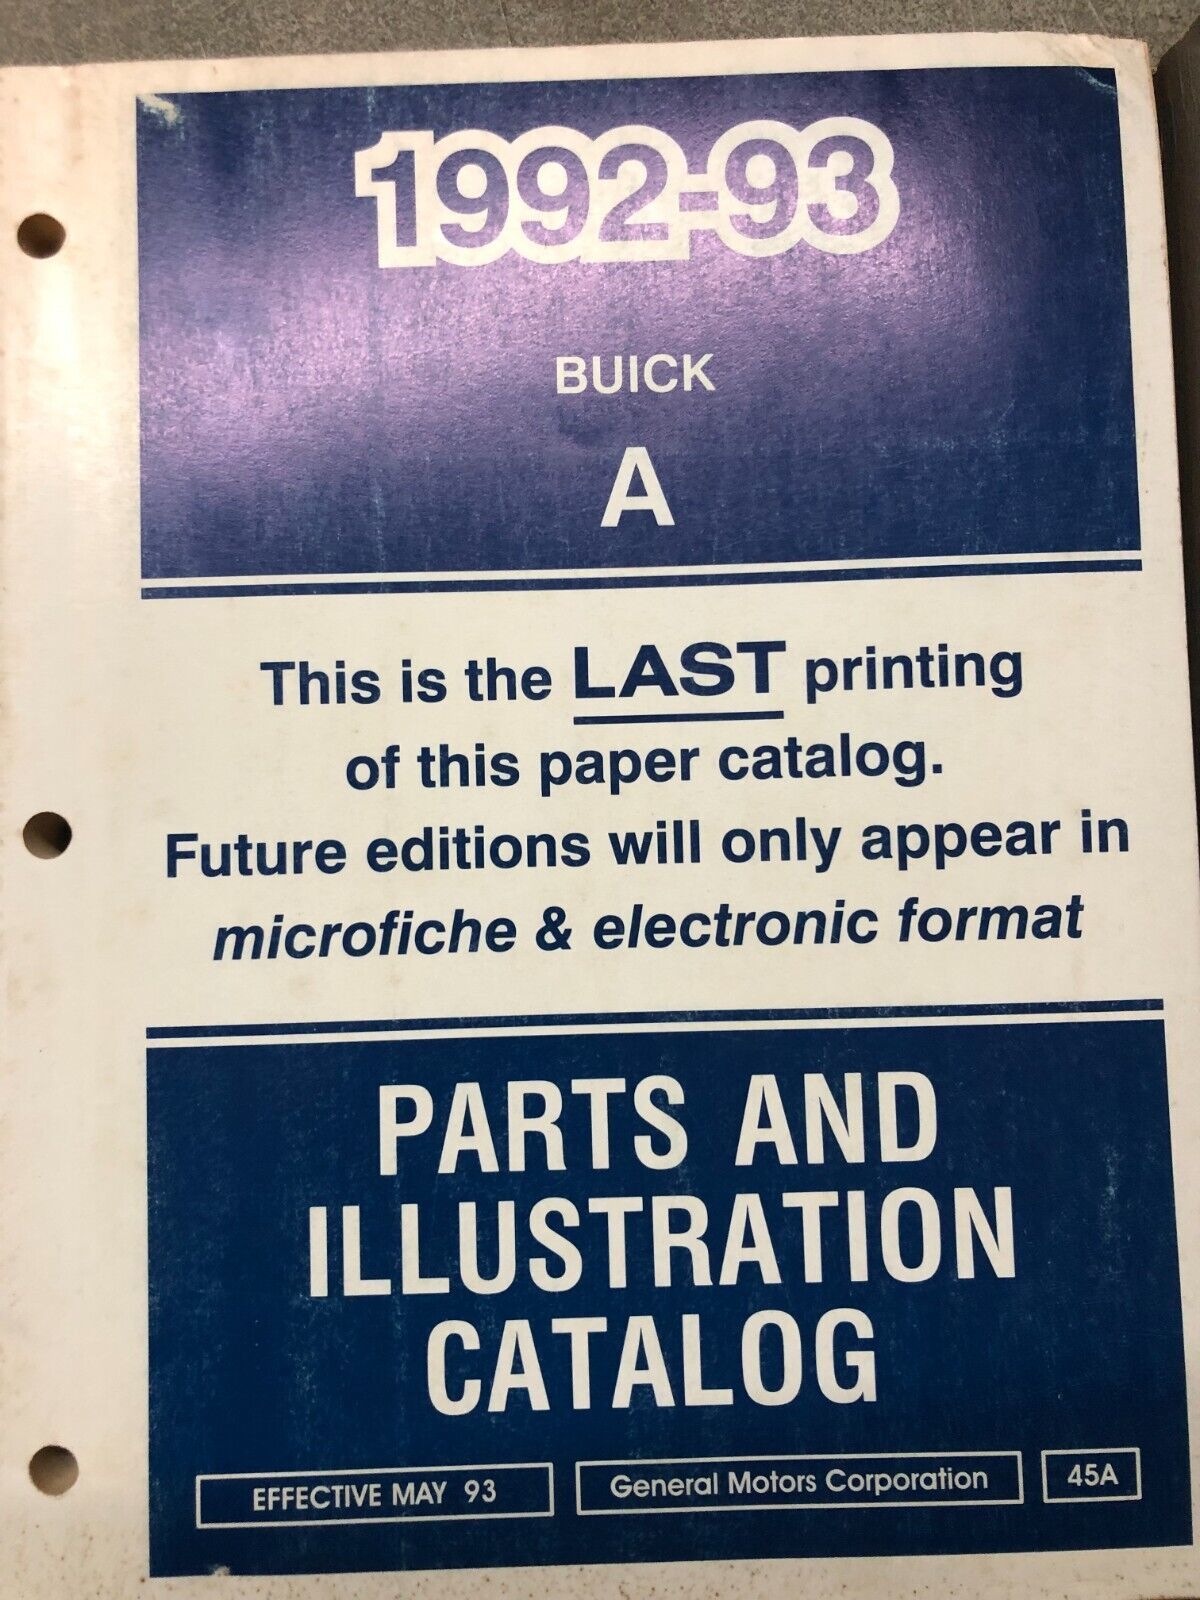 1992-93
BUICK
A
This is the LAST printing
of this paper catalog.
Future editions will only appear in
microfiche & electronic format
PARTS AND
ILLUSTRATION
CATALOG
EFFECTIVE MAY 93
General Motors Corporation
45A